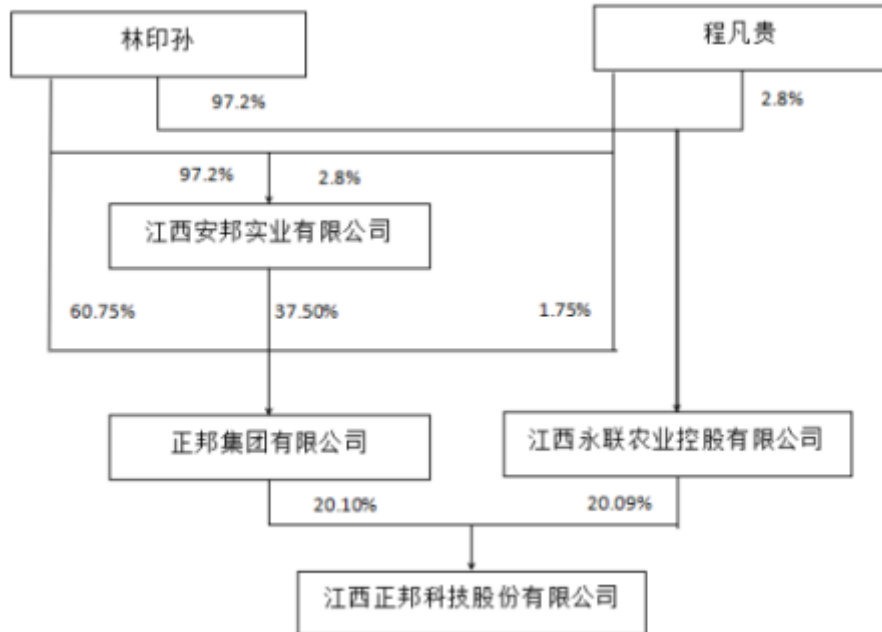 林印孙
程凡贵
97.2%
2.8%
97.2%
2.8%
江西安邦实业有限公司
60.75%
37.50%
1.75%
正邦集团有限公司
江西永联农业控股有限公司
20.10%
20.09%
江西正邦科技股份有限公司